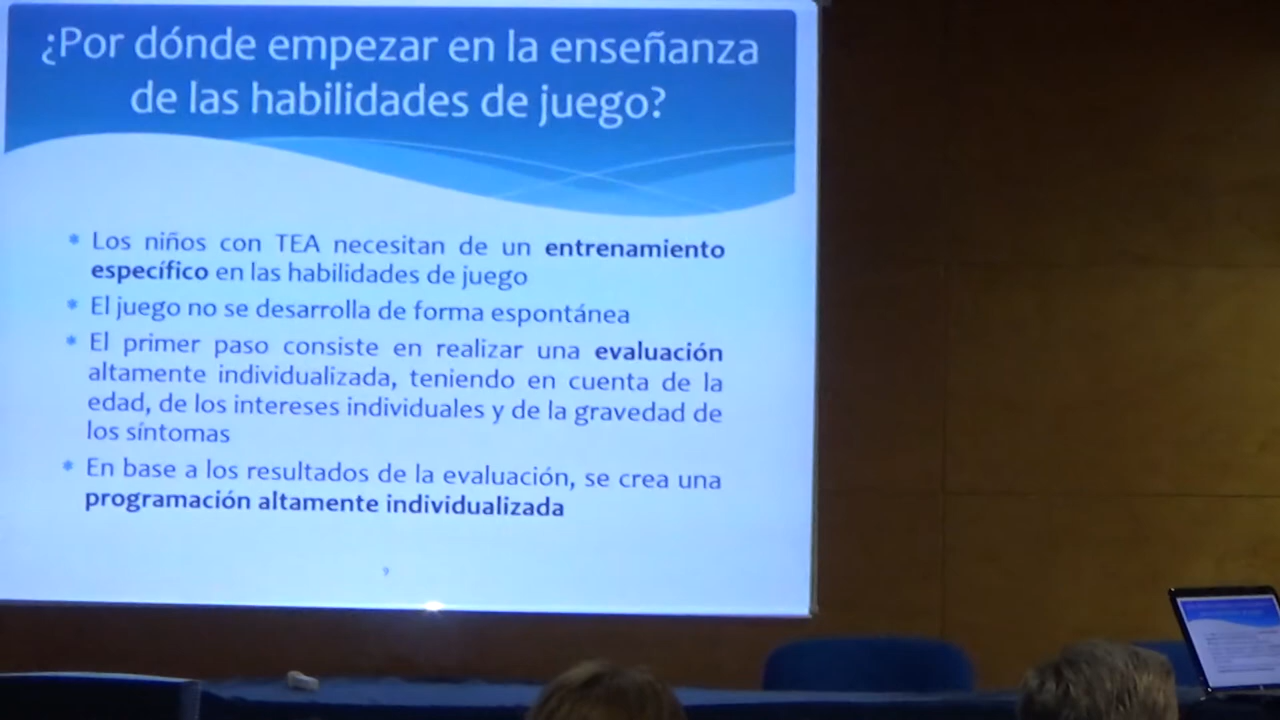 ¿Por dónde empezar en la enseñanza
de las habilidades de juego?
* Los niños con TEA necesitan de un entrenamiento
específico en las habilidades de juego
* El juego no se desarrolla de forma espontánea
* El primer paso consiste en realizar una evaluación
altamente individualizada, teniendo en cuenta de la
edad, de los intereses individuales y de la gravedad de
los síntomas
* En base a los resultados de la evaluación, se crea una
programación altamente individualizada
9